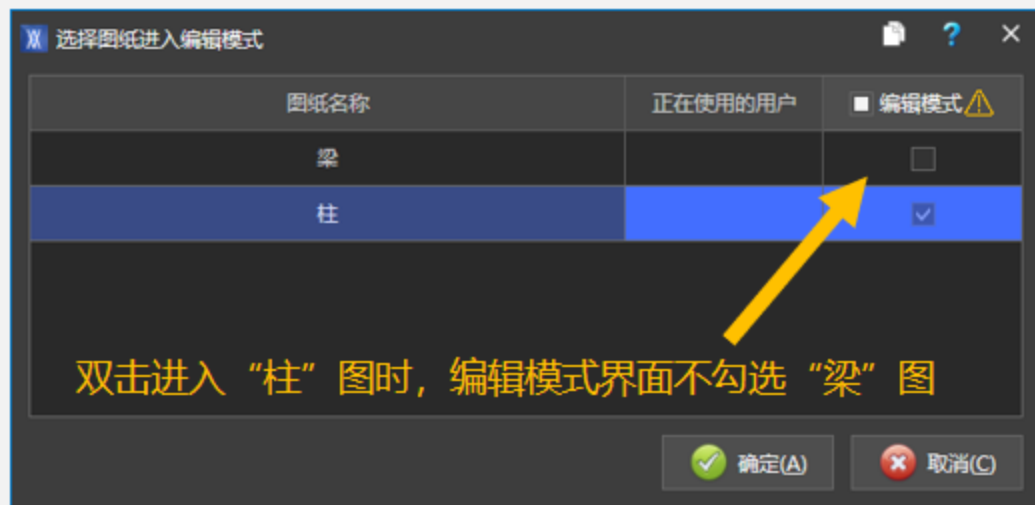 选择图纸进入编辑模式
图纸名称 正在使用的用户 编辑模式
梁
柱
双击进入“柱”图时，编辑模式界面不勾选“梁”图
确定(A) 取消(C)